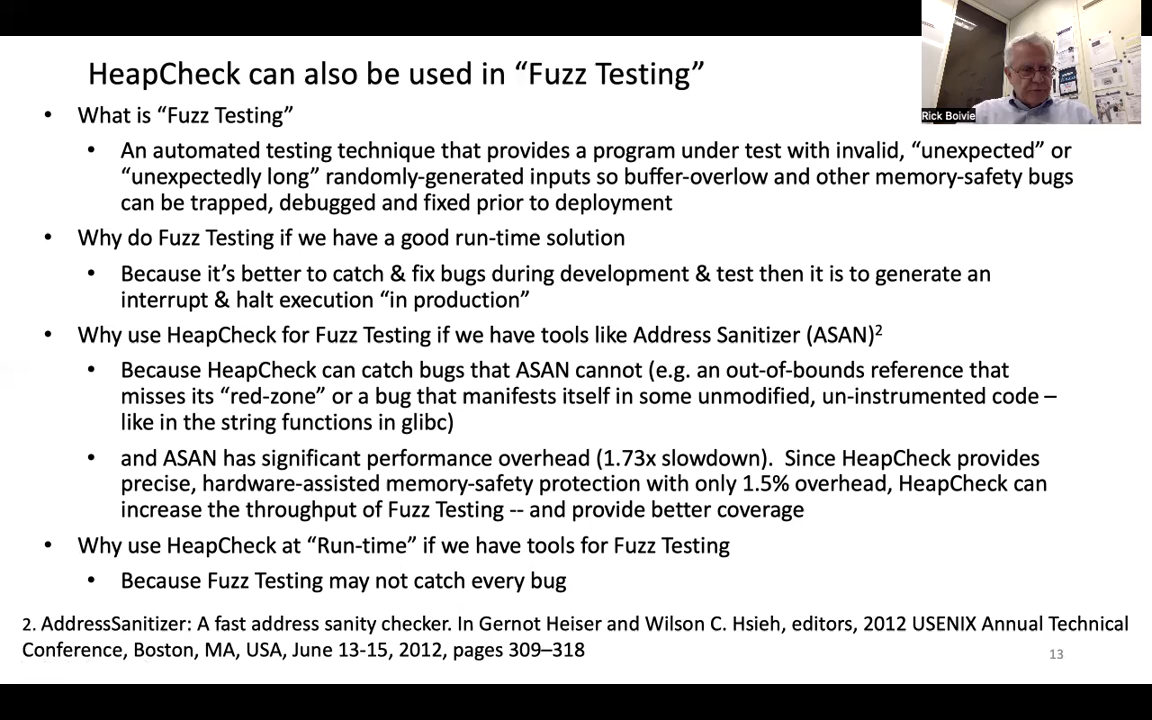 HeapCheck can also be used in “Fuzz Testing”
Rick Boivie
• What is “Fuzz Testing”
• An automated testing technique that provides a program under test with invalid, “unexpected” or
“unexpectedly long” randomly-generated inputs so buffer-overlow and other memory-safety bugs
can be trapped, debugged and fixed prior to deployment
• Why do Fuzz Testing if we have a good run-time solution
• Because it’s better to catch & fix bugs during development & test then it is to generate an
interrupt & halt execution “in production”
• Why use HeapCheck for Fuzz Testing if we have tools like Address Sanitizer (ASAN)²
• Because HeapCheck can catch bugs that ASAN cannot (e.g. an out-of-bounds reference that
misses its “red-zone” or a bug that manifests itself in some unmodified, un-instrumented code –
like in the string functions in glibc)
• and ASAN has significant performance overhead (1.73x slowdown).  Since HeapCheck provides
precise, hardware-assisted memory-safety protection with only 1.5% overhead, HeapCheck can
increase the throughput of Fuzz Testing -- and provide better coverage
• Why use HeapCheck at “Run-time” if we have tools for Fuzz Testing
• Because Fuzz Testing may not catch every bug
2. AddressSanitizer: A fast address sanity checker. In Gernot Heiser and Wilson C. Hsieh, editors, 2012 USENIX Annual Technical
Conference, Boston, MA, USA, June 13-15, 2012, pages 309–318
13